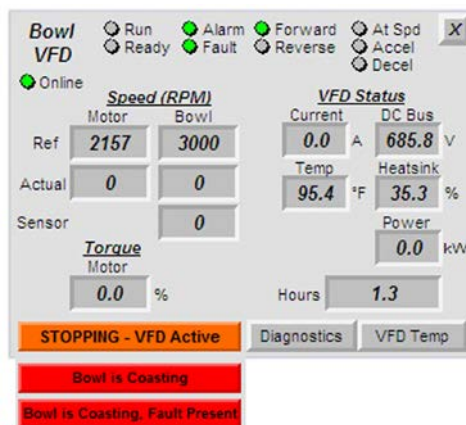 Bowl VFD
Run Alarm Forward At Spd X
Ready Fault Reverse Accel
Decel
Online
Speed (RPM)
Motor Bowl
Ref 2157 3000
Actual 0 0
Sensor 0
Torque
Motor
0.0 %
VFD Status
Current DC Bus
0.0 A 685.8 V
Temp Heatsink
95.4 °F 35.3 %
Power
0.0 kW
Hours 1.3
STOPPING - VFD Active Diagnostics VFD Temp
Bowl is Coasting
Bowl is Coasting, Fault Present